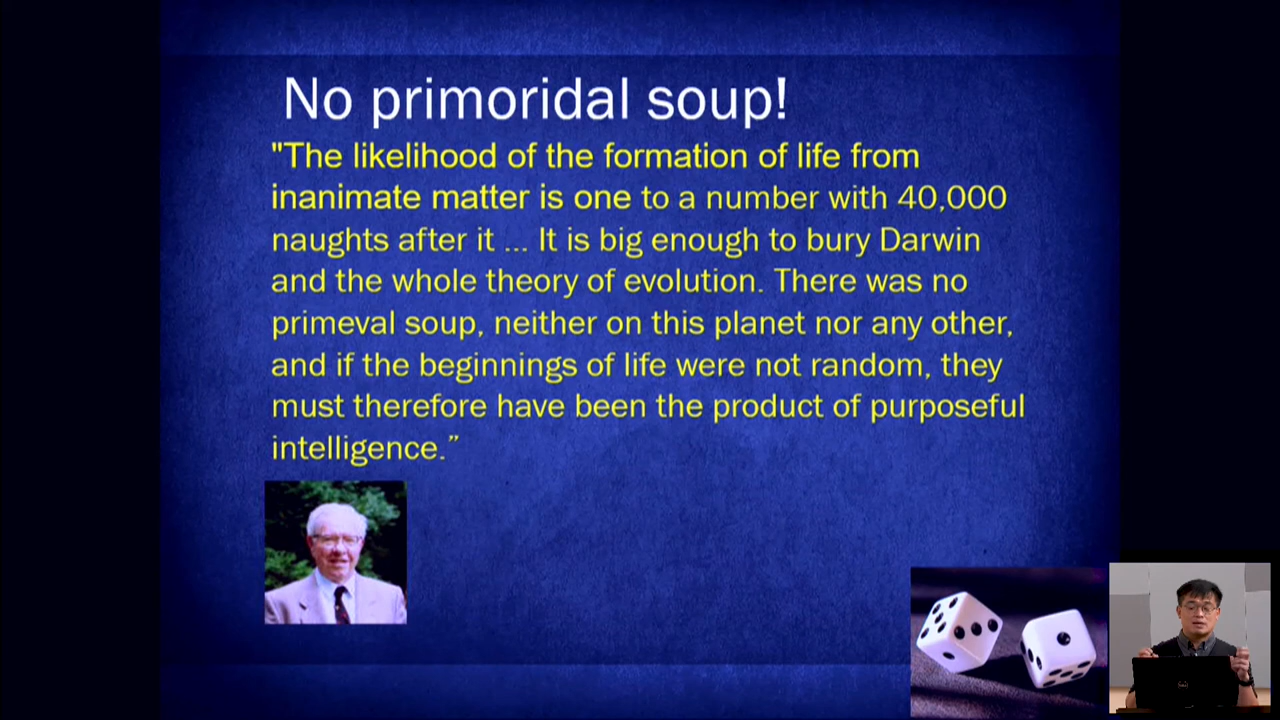 No primoridal soup!
"The likelihood of the formation of life from
inanimate matter is one to a number with 40,000
naughts after it ... It is big enough to bury Darwin
and the whole theory of evolution. There was no
primeval soup, neither on this planet nor any other,
and if the beginnings of life were not random, they
must therefore have been the product of purposeful
intelligence.”